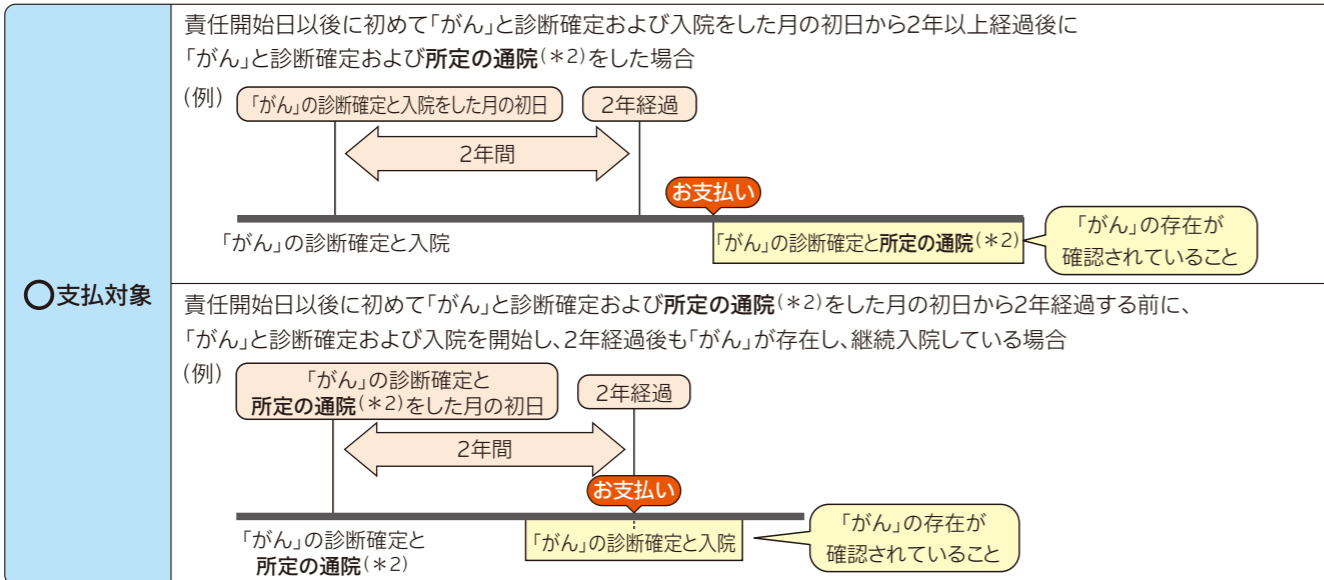 ○支払対象
責任開始日以後に初めて「がん」と診断確定および入院をした月の初日から2年以上経過後に
「がん」と診断確定および所定の通院(*2)をした場合
(例)
「がん」の診断確定と入院をした月の初日
2年経過
2年間
お支払い
「がん」の診断確定と入院
「がん」の診断確定と所定の通院(*2)
「がん」の存在が
確認されていること
責任開始日以後に初めて「がん」と診断確定および所定の通院(*2)をした月の初日から2年経過する前に、
「がん」と診断確定および入院を開始し、2年経過後も「がん」が存在し、継続入院している場合
(例)
「がん」の診断確定と
所定の通院(*2)をした月の初日
2年経過
2年間
お支払い
「がん」の診断確定と
所定の通院(*2)
「がん」の診断確定と入院
「がん」の存在が
確認されていること